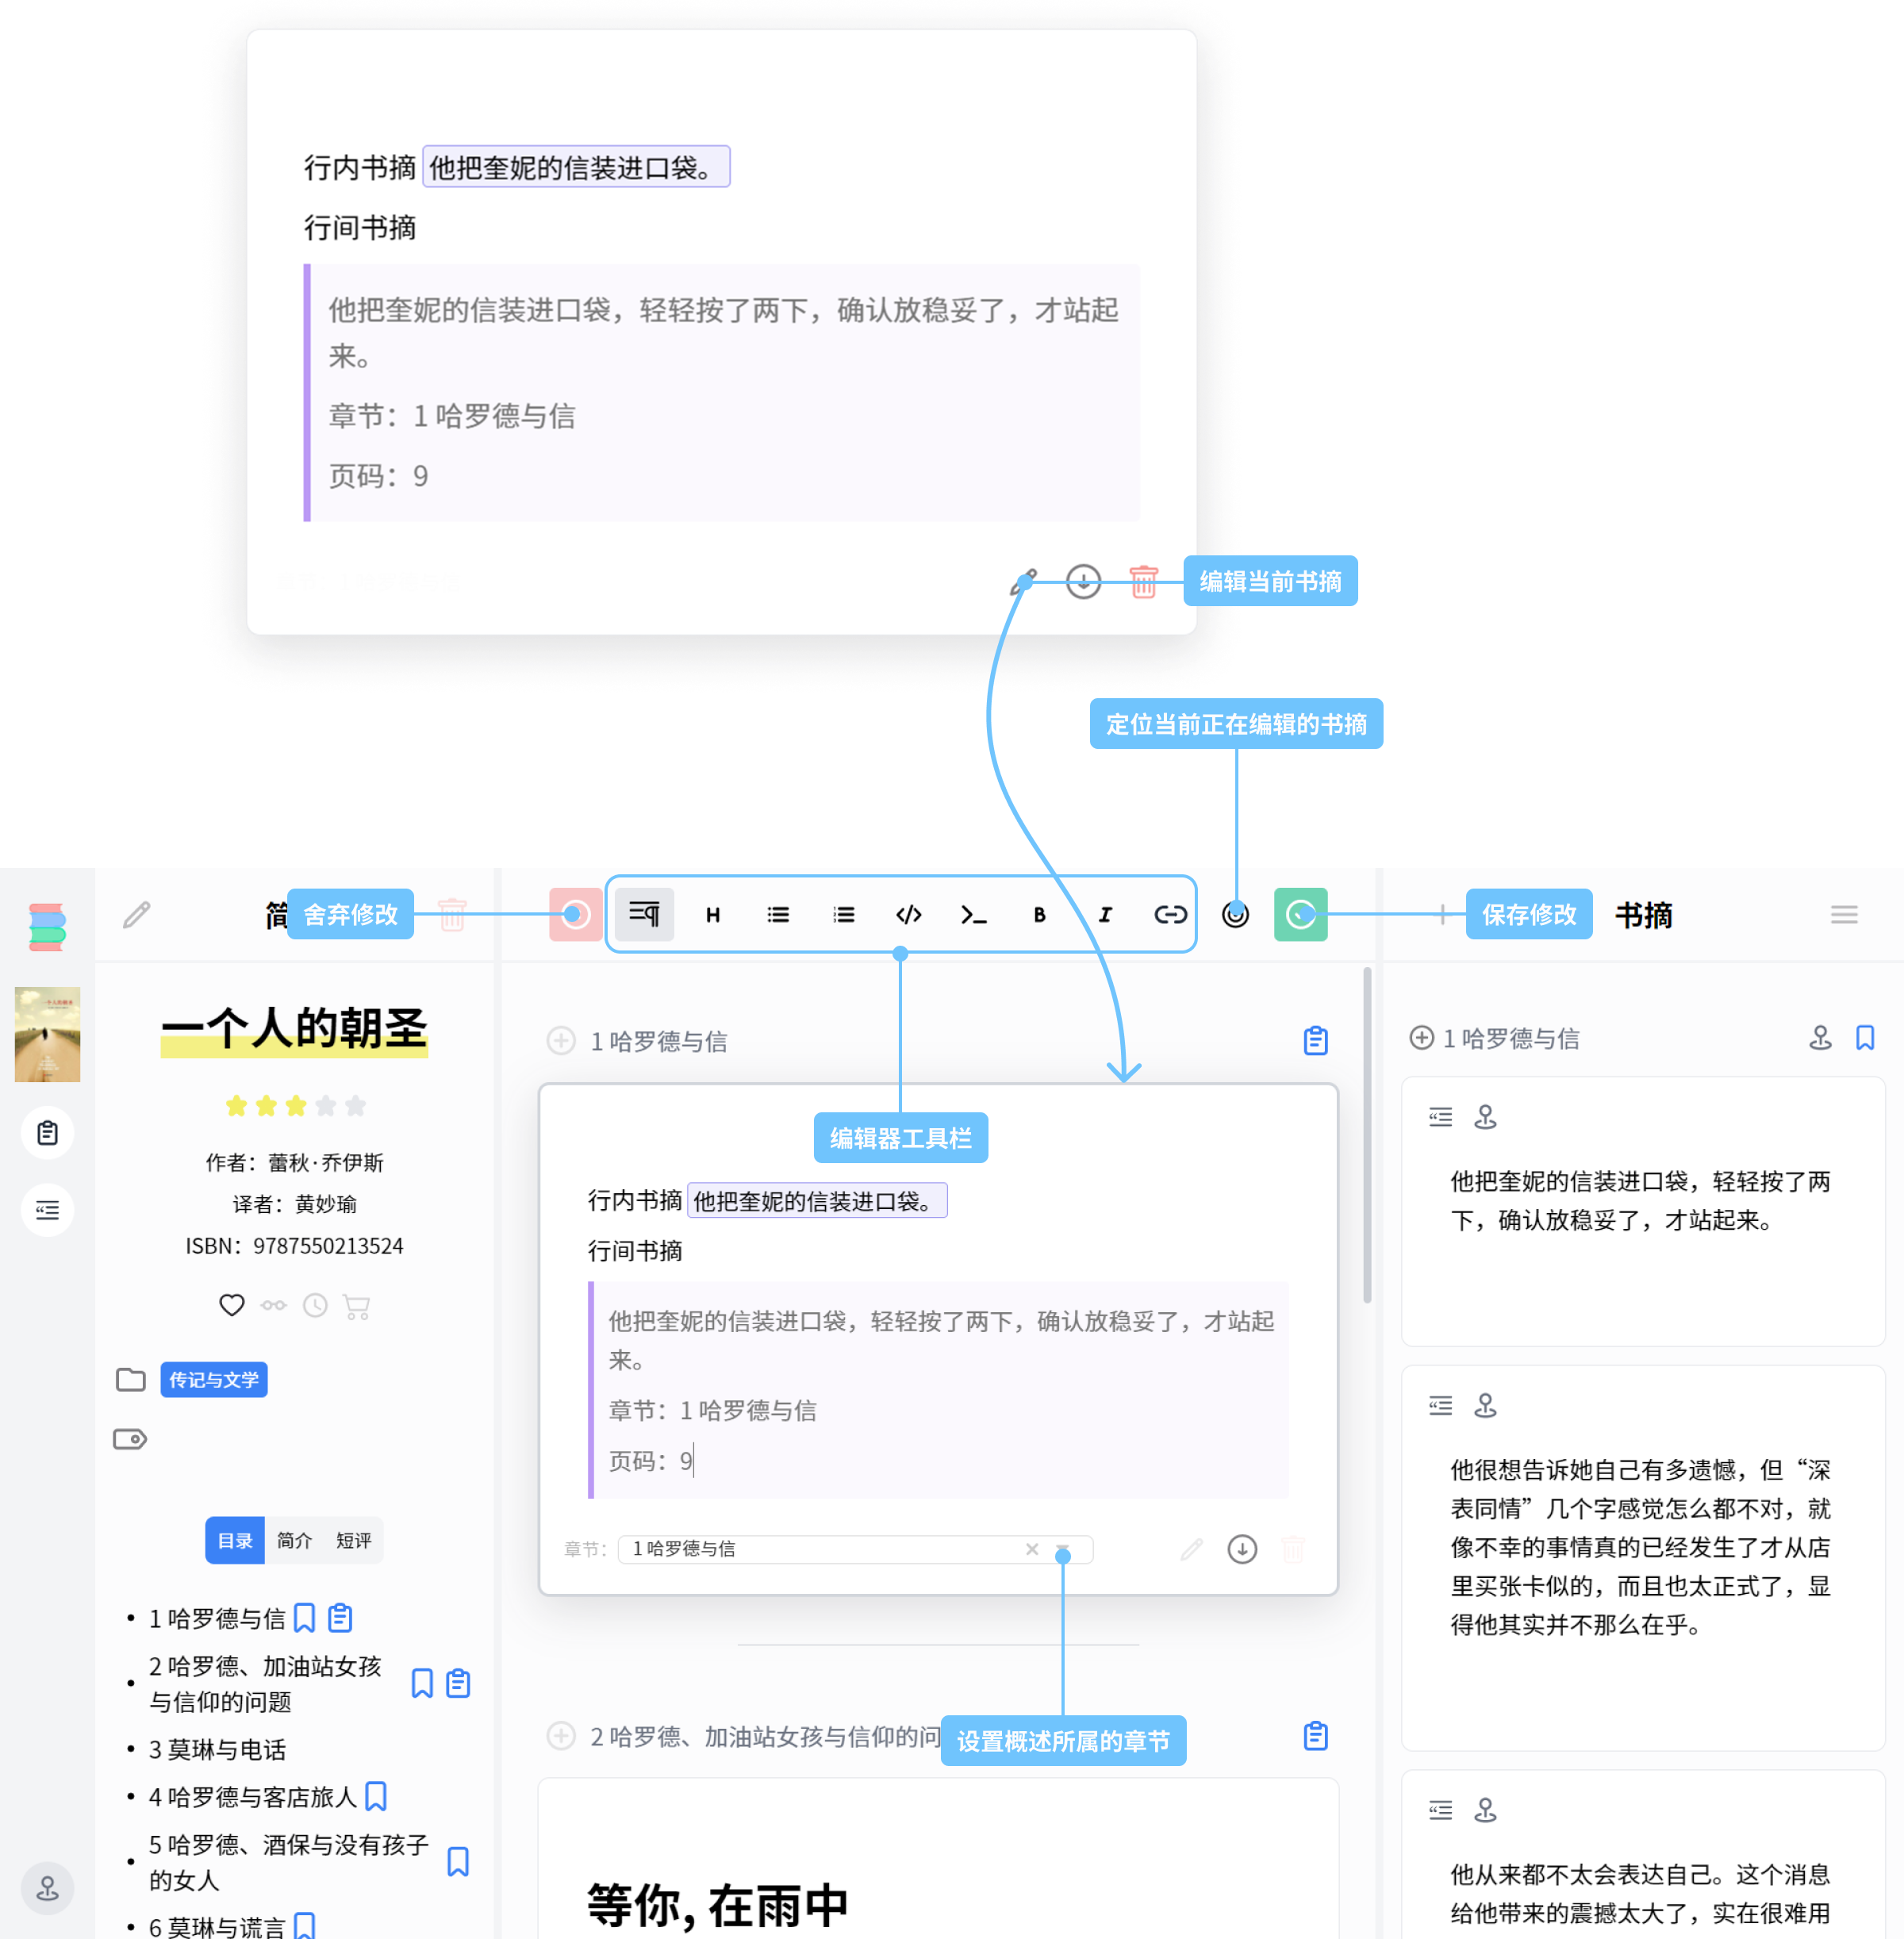 行内书摘 他把奎妮的信装进口袋。
行间书摘
他把奎妮的信装进口袋，轻轻按了两下，确认放稳妥了，才站起
来。
章节：1 哈罗德与信
页码：9
编辑当前书摘
定位当前正在编辑的书摘
简
舍弃修改
H
B
I
保存修改
书摘
一个人的朝圣
作者：蕾秋·乔伊斯
译者：黄妙瑜
ISBN：9787550213524
传记与文学
目录 简介 短评
1 哈罗德与信
2 哈罗德、加油站女孩
与信仰的问题
3 莫琳与电话
4 哈罗德与客店旅人
5 哈罗德、酒保与没有孩子
的女人
6 莫琳与谎言
1 哈罗德与信
编辑器工具栏
行内书摘 他把奎妮的信装进口袋。
行间书摘
他把奎妮的信装进口袋，轻轻按了两下，确认放稳妥了，才站起
来。
章节：1 哈罗德与信
页码：9
章节： 1 哈罗德与信
2 哈罗德、加油站女孩与信仰的问
设置概述所属的章节
等你, 在雨中
1 哈罗德与信
他把奎妮的信装进口袋，轻轻按了两
下，确认放稳妥了，才站起来。
他很想告诉她自己有多遗憾，但“深
表同情”几个字感觉怎么都不对，就
像不幸的事情真的已经发生了才从店
里买张卡似的，而且也太正式了，显
得他其实并不那么在乎。
他从来都不太会表达自己。这个消息
给他带来的震撼太大了，实在很难用